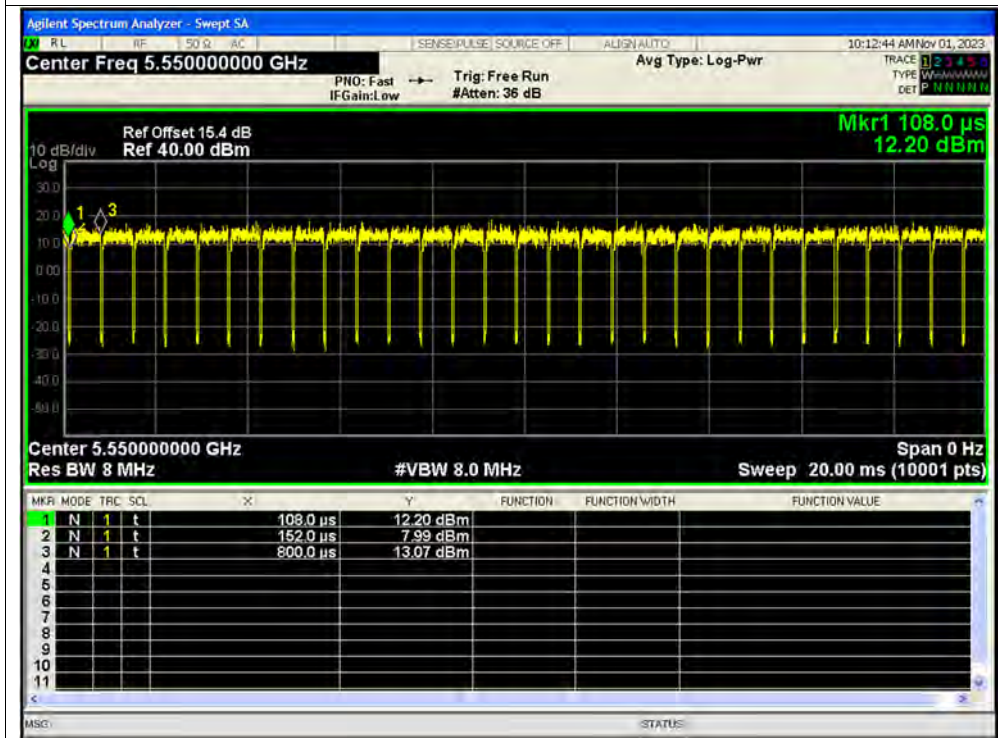 Agilent Spectrum Analyzer - Swept SA
RL RF 50 Ω AC SENSE:PULSE SOURCE OFF ALIGN AUTO 10:12:44 AM Nov 01, 2023
Center Freq 5.550000000 GHz Avg Type: Log-Pwr TRACE 1 2 3 4 5 6
PNO: Fast Trig: Free Run TYPE W
IFGain:Low #Atten: 36 dB DET P N N N N N
Mkr1 108.0 µs
Ref Offset 15.4 dB
10 dB/div Ref 40.00 dBm 12.20 dBm
Log
30.0
20.0 1 3
10.0
0.00
-10.0
-20.0
-30.0
-40.0
-50.0
Center 5.550000000 GHz Span 0 Hz
Res BW 8 MHz #VBW 8.0 MHz Sweep 20.00 ms (10001 pts)
MKR MODE TRC SCL X Y FUNCTION FUNCTION WIDTH FUNCTION VALUE
1 N 1 t 108.0 µs 12.20 dBm
2 N 1 t 152.0 µs 7.99 dBm
3 N 1 t 800.0 µs 13.07 dBm
4
5
6
7
8
9
10
11
MSG STATUS